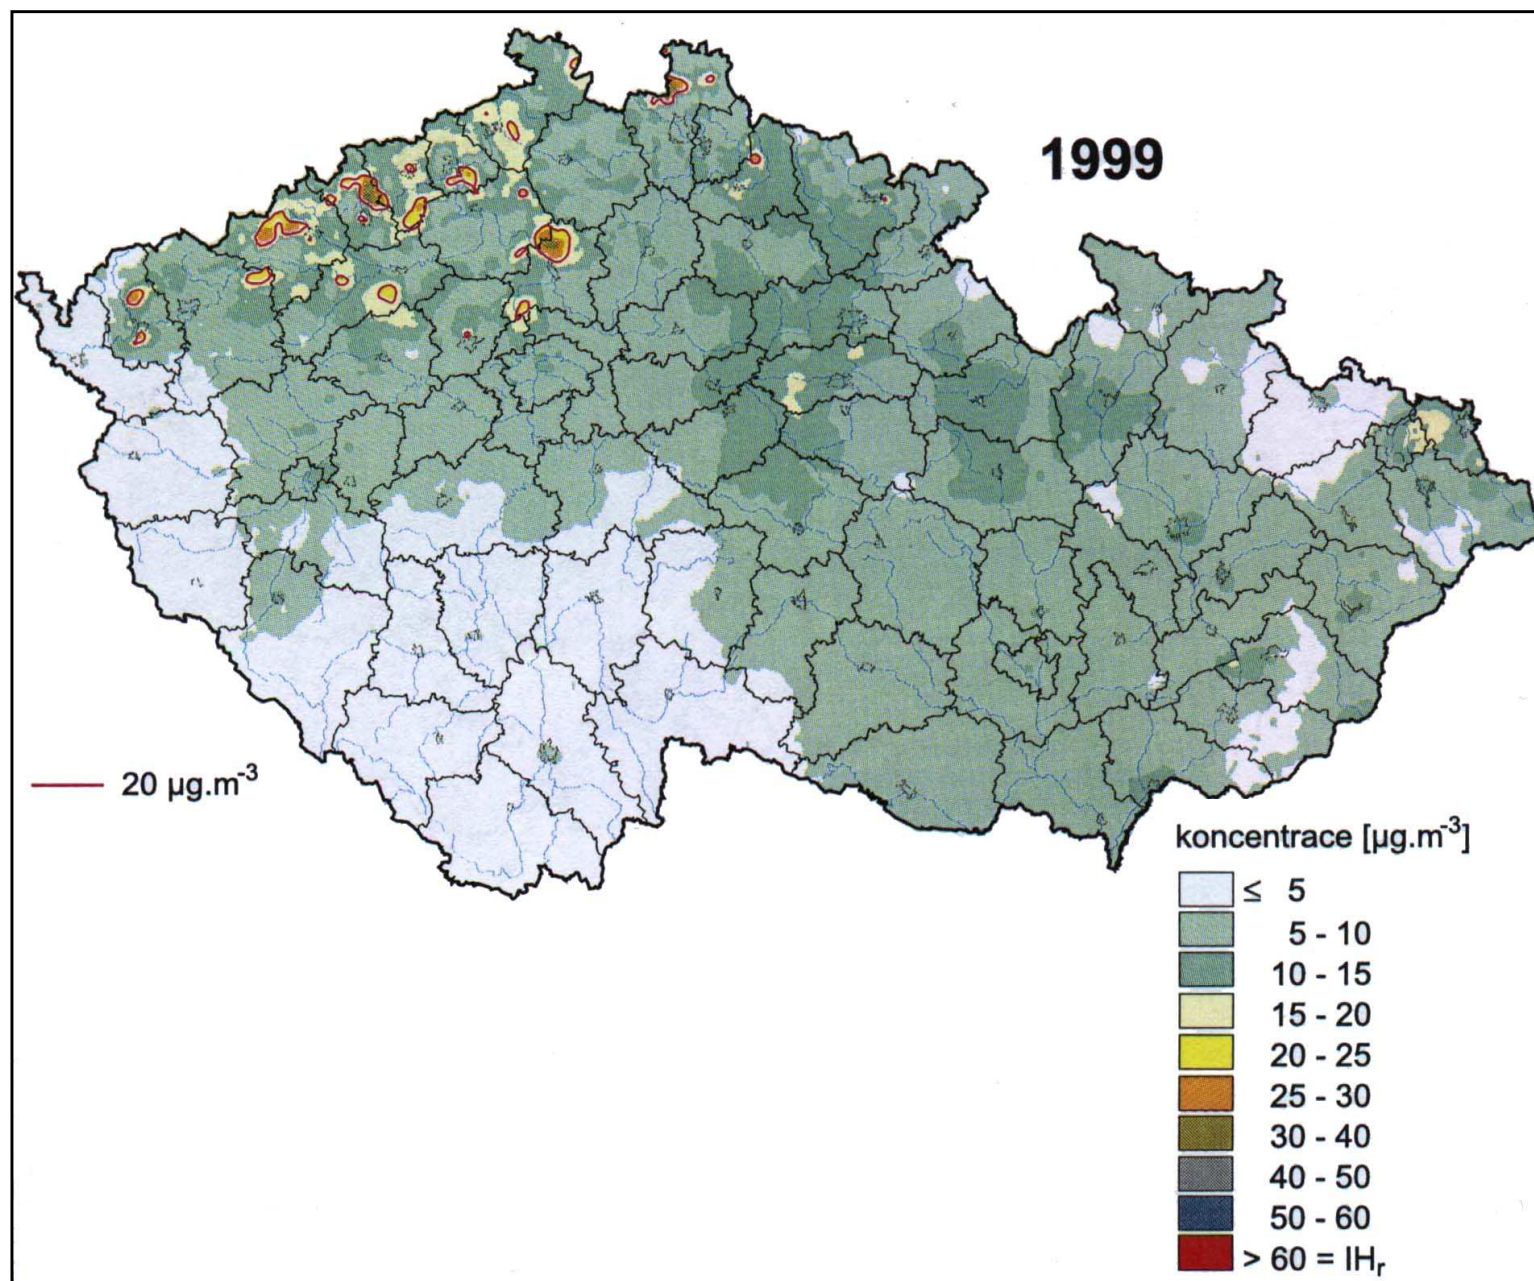 1999
20 µg.m-3
koncentrace [µg.m-3]
≤ 5
5 - 10
10 - 15
15 - 20
20 - 25
25 - 30
30 - 40
40 - 50
50 - 60
> 60 = IHr